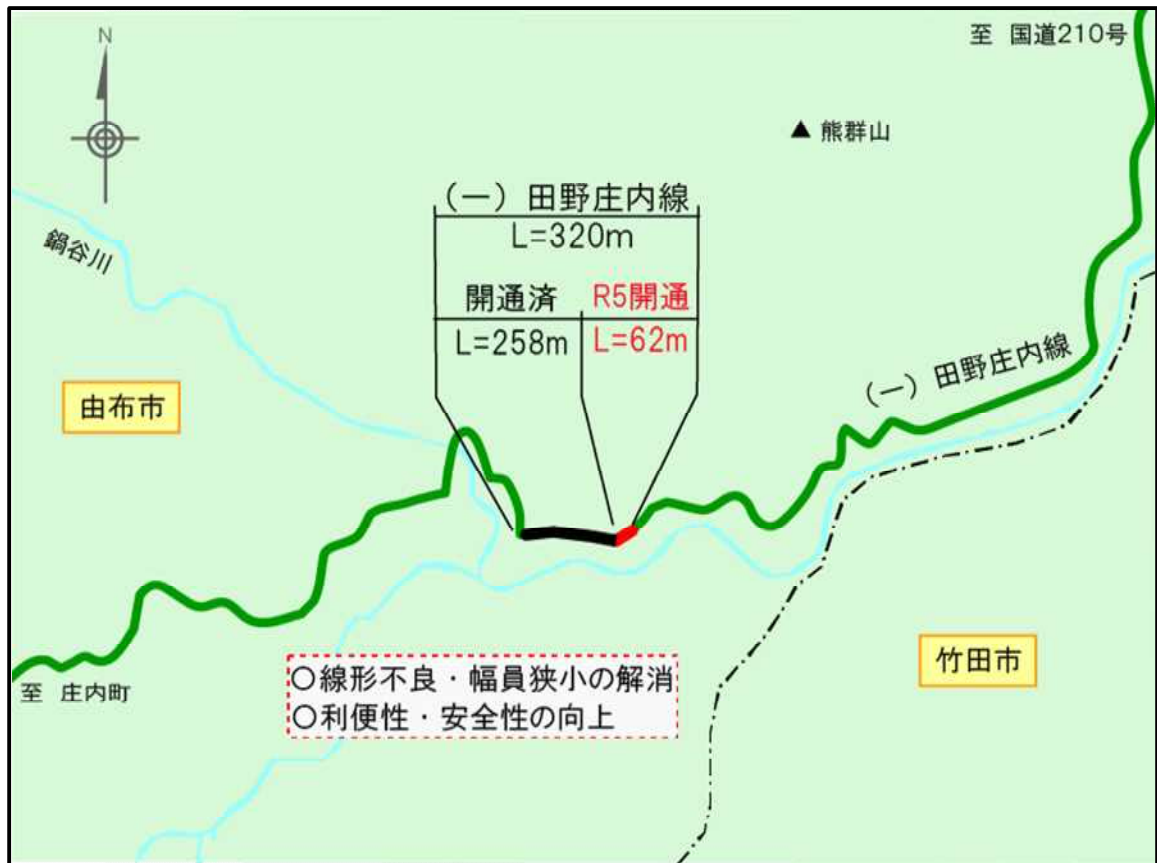 N
至 国道210号
▲ 熊群山
(一) 田野庄内線
L=320m
鍋谷川
開通済 R5開通
L=258m L=62m
(一) 田野庄内線
由布市
竹田市
○線形不良・幅員狭小の解消
○利便性・安全性の向上
至 庄内町